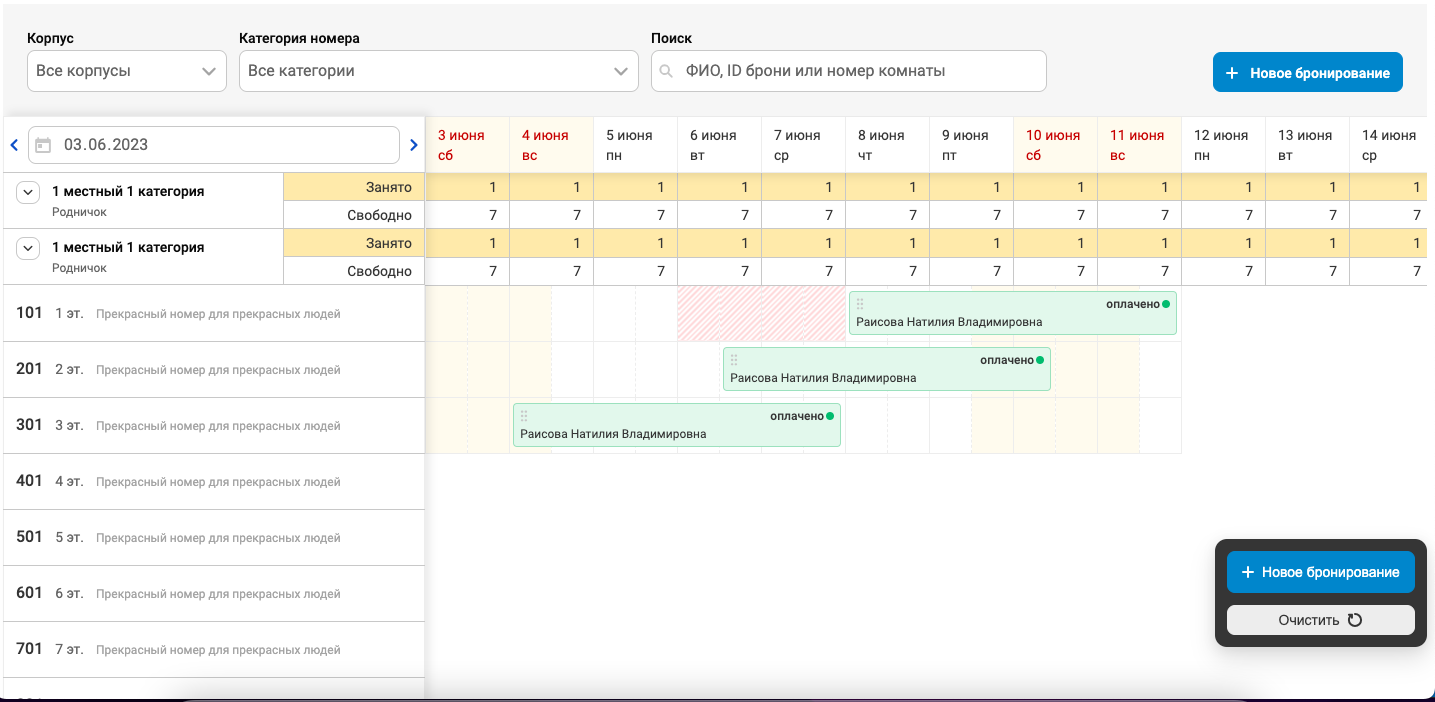 Корпус
Категория номера
Поиск
Все корпусы
Все категории
ФИО, ID брони или номер комнаты
+ Новое бронирование
03.06.2023
3 июня 4 июня 5 июня 6 июня 7 июня 8 июня 9 июня 10 июня 11 июня 12 июня 13 июня 14 июня
сб вс пн вт ср чт пт сб вс пн вт ср
1 местный 1 категория
Родничок
Занято 1 1 1 1 1 1 1 1 1 1 1 1
Свободно 7 7 7 7 7 7 7 7 7 7 7 7
1 местный 1 категория
Родничок
Занято 1 1 1 1 1 1 1 1 1 1 1 1
Свободно 7 7 7 7 7 7 7 7 7 7 7 7
101 1 эт. Прекрасный номер для прекрасных людей
оплачено
Раисова Натилия Владимировна
201 2 эт. Прекрасный номер для прекрасных людей
оплачено
Раисова Натилия Владимировна
301 3 эт. Прекрасный номер для прекрасных людей
оплачено
Раисова Натилия Владимировна
401 4 эт. Прекрасный номер для прекрасных людей
501 5 эт. Прекрасный номер для прекрасных людей
601 6 эт. Прекрасный номер для прекрасных людей
701 7 эт. Прекрасный номер для прекрасных людей
+ Новое бронирование
Очистить